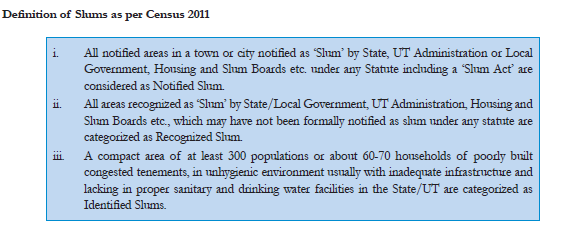 Definition of Slums as per Census 2011
i. All notified areas in a town or city notified as ‘Slum’ by State, UT Administration or Local
Government, Housing and Slum Boards etc. under any Statute including a ‘Slum Act’ are
considered as Notified Slum.
ii. All areas recognized as ‘Slum’ by State/Local Government, UT Administration, Housing and
Slum Boards etc., which may have not been formally notified as slum under any statute are
categorized as Recognized Slum.
iii. A compact area of at least 300 populations or about 60-70 households of poorly built
congested tenements, in unhygienic environment usually with inadequate infrastructure and
lacking in proper sanitary and drinking water facilities in the State/UT are categorized as
Identified Slums.